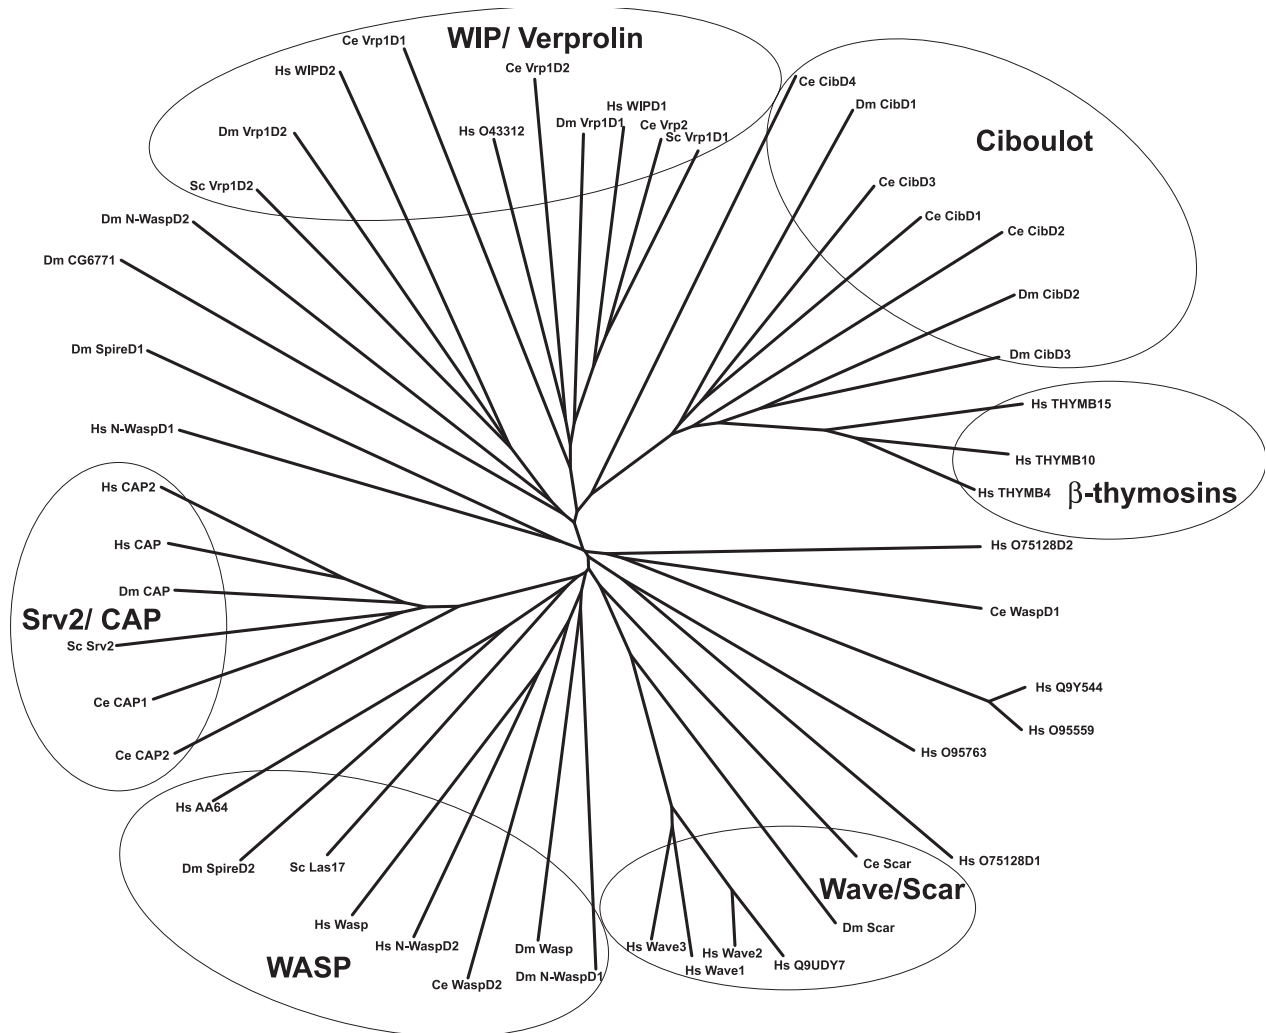 WIP/ Verprolin
Ce Vrp1D1
Hs WIPD2
Ce Vrp1D2
Ce CibD4
Hs WIPD1
Dm CibD1
Dm Vrp1D1
Ce Vrp2
Hs O43312
Dm Vrp1D2
Sc Vrp1D1
Ciboulot
Sc Vrp1D2
Ce CibD3
Dm N-WaspD2
Ce CibD1
Ce CibD2
Dm CG6771
Dm CibD2
Dm SpireD1
Dm CibD3
Hs THYMB15
Hs N-WaspD1
Hs THYMB10
Hs CAP2
Hs THYMB4
β-thymosins
Hs CAP
Hs O75128D2
Dm CAP
Ce WaspD1
Srv2/ CAP
Sc Srv2
Hs Q9Y544
Ce CAP1
Hs O95559
Ce CAP2
Hs O95763
Hs AA64
Dm SpireD2
Sc Las17
Ce Scar
Hs O75128D1
Wave/Scar
Hs Wasp
Dm Scar
Hs N-WaspD2
Dm Wasp
Hs Wave3
Hs Wave2
WASP
Hs Wave1
Hs Q9UDY7
Dm N-WaspD1
Ce WaspD2